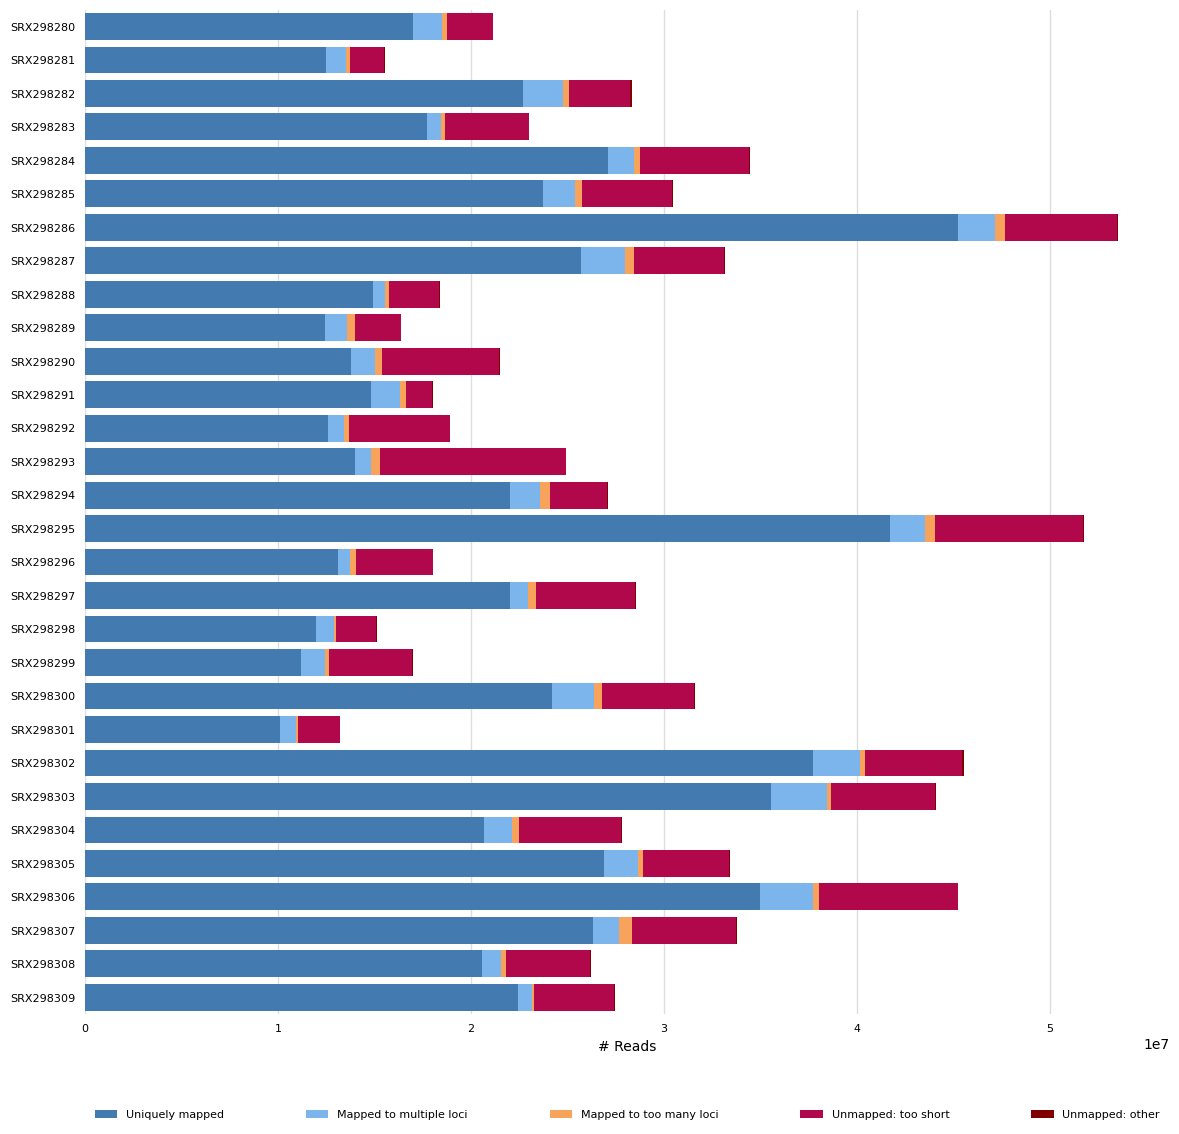 SRX298280
SRX298281
SRX298282
SRX298283
SRX298284
SRX298285
SRX298286
SRX298287
SRX298288
SRX298289
SRX298290
SRX298291
SRX298292
SRX298293
SRX298294
SRX298295
SRX298296
SRX298297
SRX298298
SRX298299
SRX298300
SRX298301
SRX298302
SRX298303
SRX298304
SRX298305
SRX298306
SRX298307
SRX298308
SRX298309
0 1 2 3 4 5
# Reads
1e7
Uniquely mapped Mapped to multiple loci Mapped to too many loci Unmapped: too short Unmapped: other